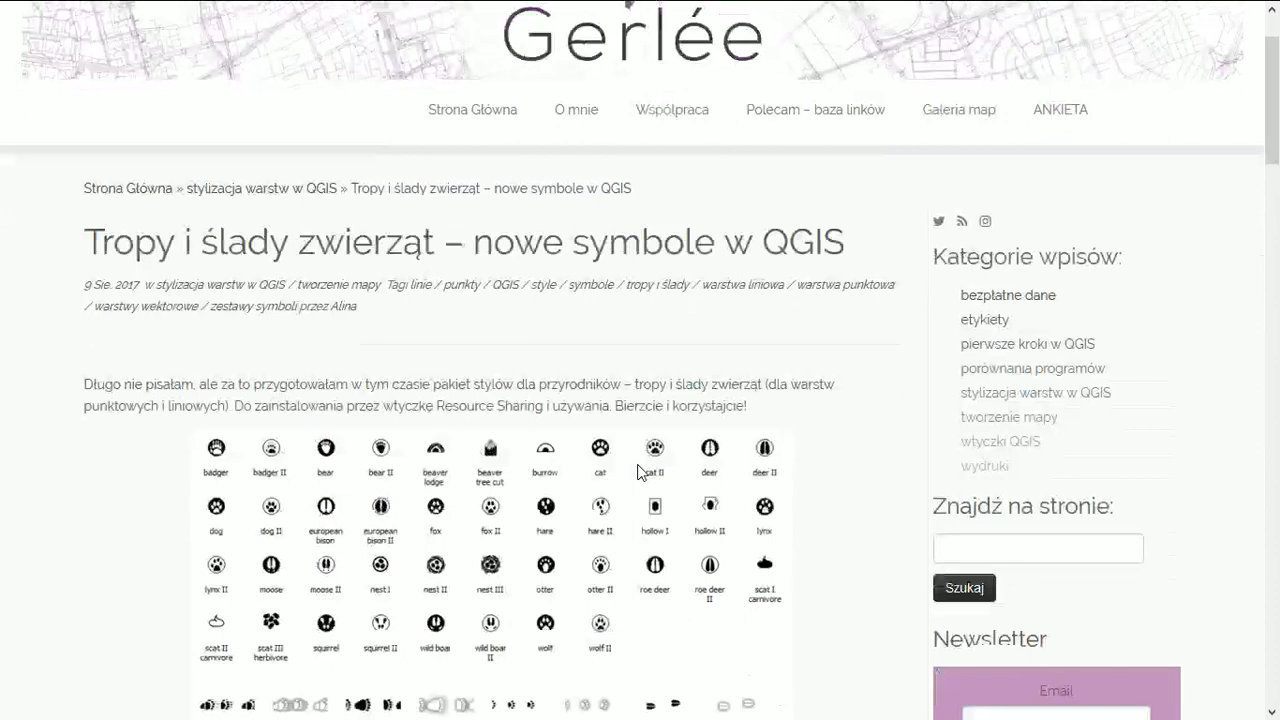 Gerlée
Strona Główna O mnie Współpraca Polecam – baza linków Galeria map ANKIETA
Strona Główna » stylizacja warstw w QGIS » Tropy i ślady zwierząt – nowe symbole w QGIS
Tropy i ślady zwierząt – nowe symbole w QGIS
9 Sie. 2017 w stylizacja warstw w QGIS / tworzenie mapy Tagi linie / punkty / QGIS / style / symbole / tropy i ślady / warstwa liniowa / warstwa punktowa
/ warstwy wektorowe / zestawy symboli przez Alina
Długo nie pisałam, ale za to przygotowałam w tym czasie pakiet stylów dla przyrodników – tropy i ślady zwierząt (dla warstw
punktowych i liniowych). Do zainstalowania przez wtyczkę Resource Sharing i używania. Bierzcie i korzystajcie!
badger badger II bear bear II beaver beaver burrow cat cat II deer deer II
lodge tree cut
dog dog II european european fox fox II hare hare II hollow I hollow II lynx
bison bison II
lynx II moose moose II nest I nest II nest III otter otter II roe deer roe deer scat I
II carnivore
scat II scat III squirrel squirrel II wild boar wild boar wolf wolf II
carnivore herbivore II
Kategorie wpisów:
bezpłatne dane
etykiety
pierwsze kroki w QGIS
porównania programów
stylizacja warstw w QGIS
tworzenie mapy
wtyczki QGIS
wydruki
Znajdź na stronie:
Szukaj
Newsletter
Email